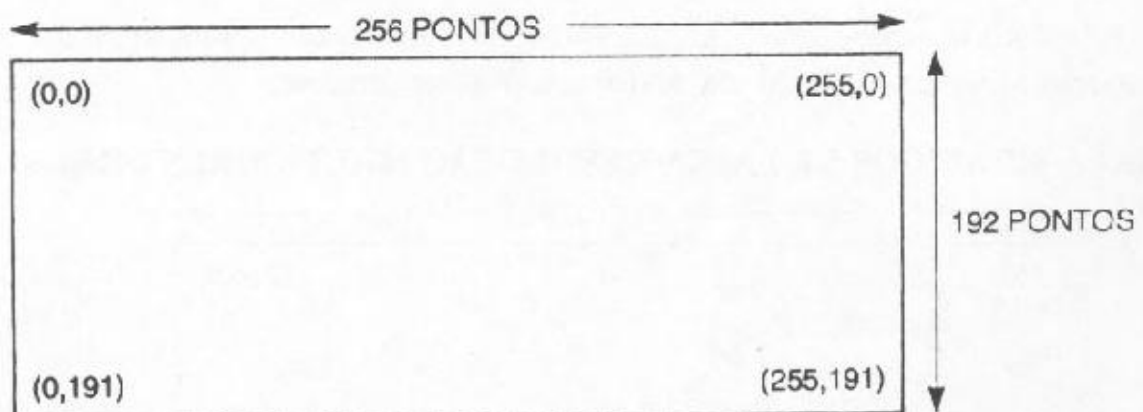 256 PONTOS
(0,0) (255,0)
192 PONTOS
(0,191) (255,191)